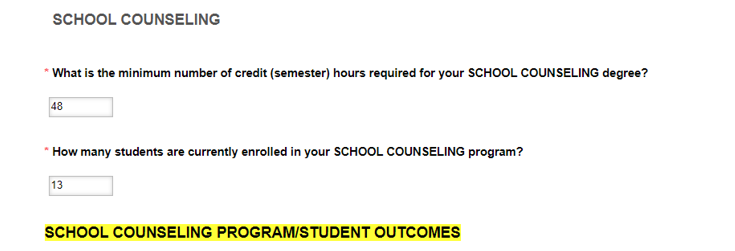 SCHOOL COUNSELING
* What is the minimum number of credit (semester) hours required for your SCHOOL COUNSELING degree?
48
* How many students are currently enrolled in your SCHOOL COUNSELING program?
13
SCHOOL COUNSELING PROGRAM/STUDENT OUTCOMES